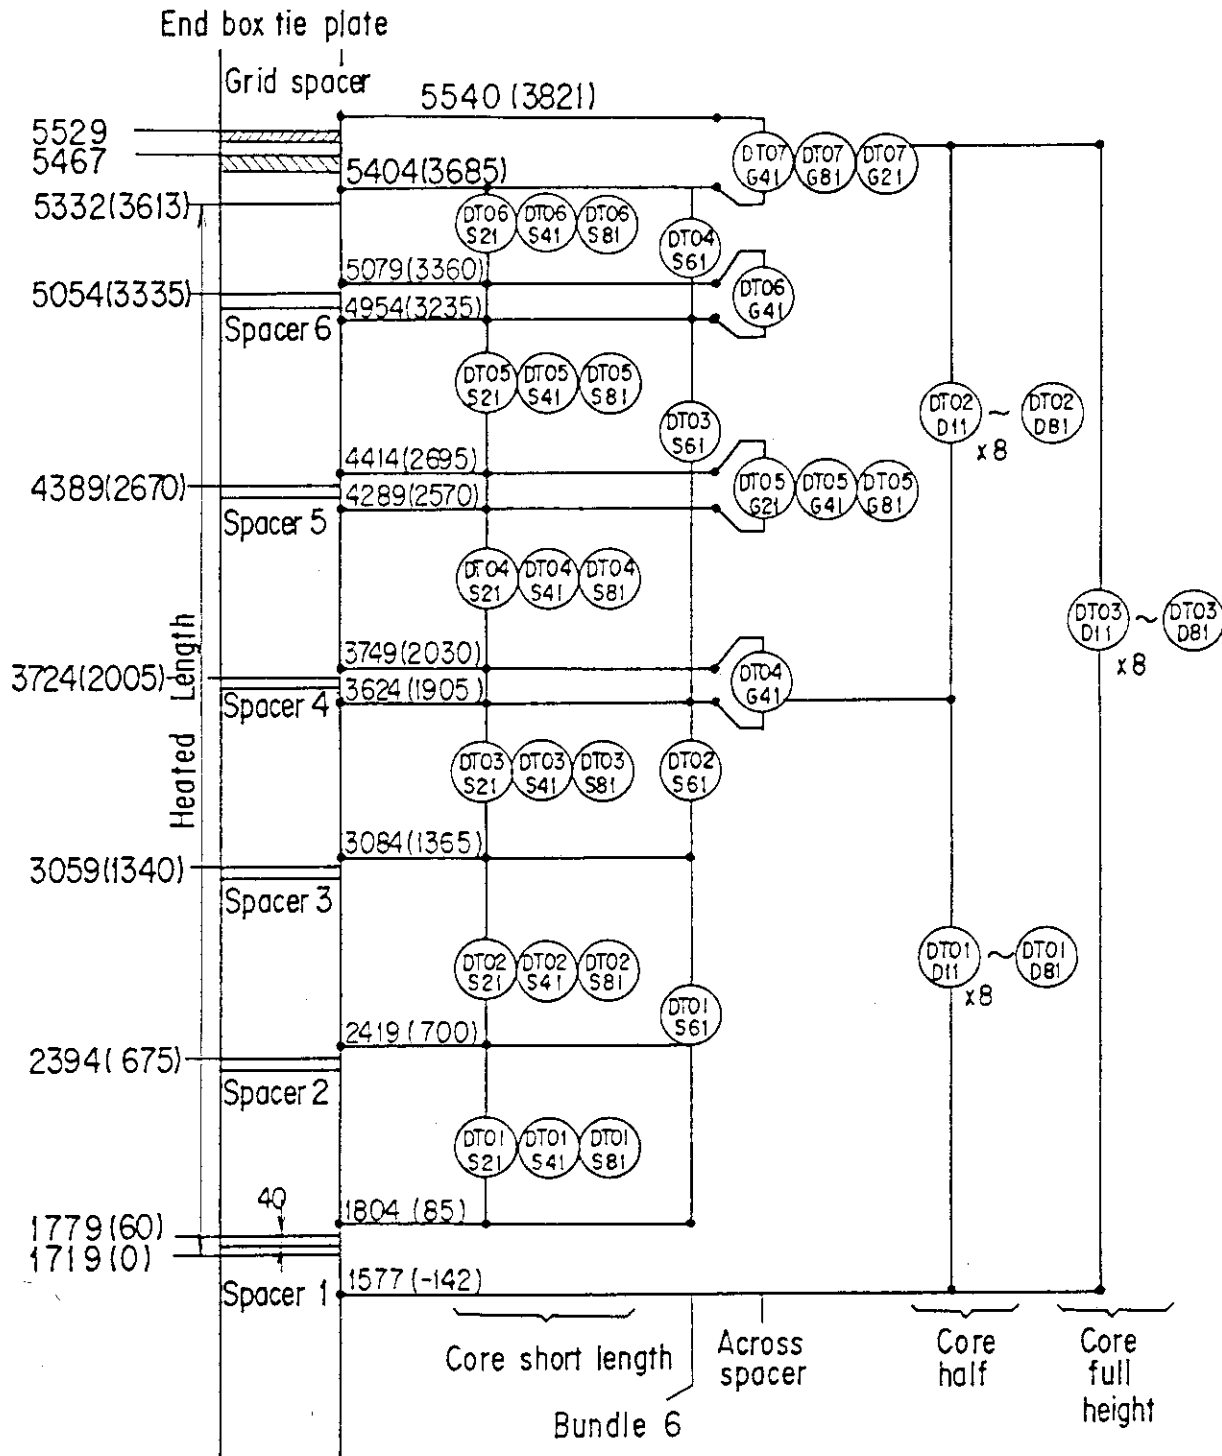 End box tie plate
Grid spacer
5540 (3821)
5529
5467
DT07 G41
DT07 G81
DT07 G21
5404(3685)
5332(3613)
DT06 S21
DT06 S41
DT06 S81
DT04 S61
5079(3360)
5054(3335)
DT06 G41
4954(3235)
Spacer 6
DT05 S21
DT05 S41
DT05 S81
DT02 D11
~
DT02 D81
x8
DT03 S61
4414(2695)
4389(2670)
4289(2570)
DT05 G21
DT05 G41
DT05 G81
Spacer 5
DT04 S21
DT04 S41
DT04 S81
DT03 D11
~
DT03 D81
x8
3749(2030)
3724(2005)
3624(1905)
DT04 G41
Spacer 4
Heated Length
DT03 S21
DT03 S41
DT03 S81
DT02 S61
3084(1365)
3059(1340)
Spacer 3
DT02 S21
DT02 S41
DT02 S81
DT01 D11
~
DT01 D81
x8
DT01 S61
2419 (700)
2394(675)
Spacer 2
DT01 S21
DT01 S41
DT01 S81
40
1804 (85)
1779(60)
1719(0)
1577 (-142)
Spacer 1
Core short length
Across
spacer
Core
half
Core
full
height
Bundle 6